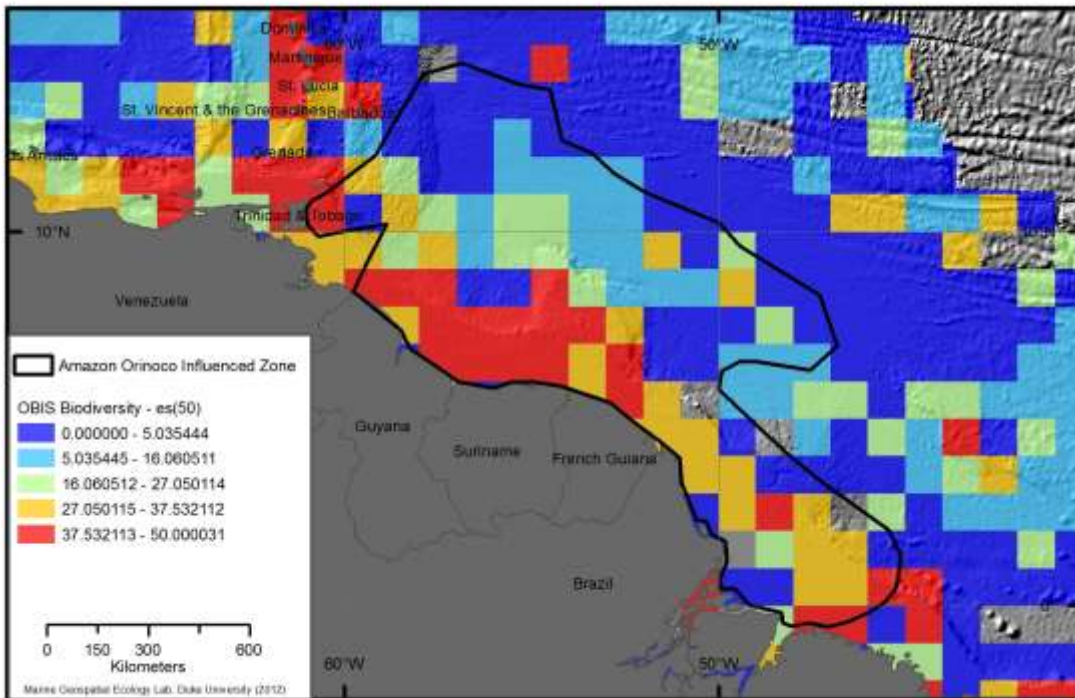 Dominica
60°W
50°W
Martinique
St. Lucia
St. Vincent & the Grenadines
Barbados
Grenada
Trinidad & Tobago
10°N
Venezuela
Amazon Orinoco Influenced Zone
OBIS Biodiversity - es(50)
0.000000 - 5.035444
5.035445 - 16.060511
16.060512 - 27.050114
27.050115 - 37.532112
37.532113 - 50.000031
Guyana
Suriname
French Guiana
Brazil
0 150 300 600
Kilometers
60°W
50°W
Marine Geospatial Ecology Lab, Duke University (2012)